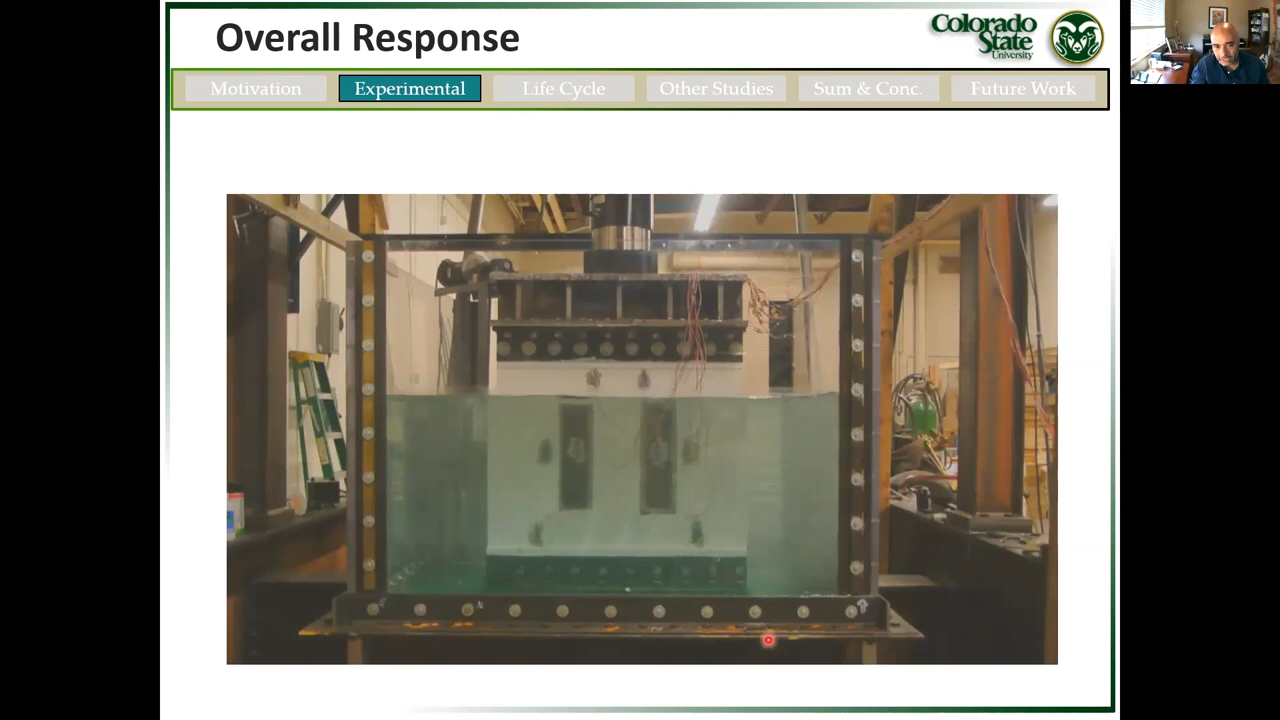 Overall Response
Colorado
State
University
Motivation
Experimental
Life Cycle
Other Studies
Sum & Conc.
Future Work